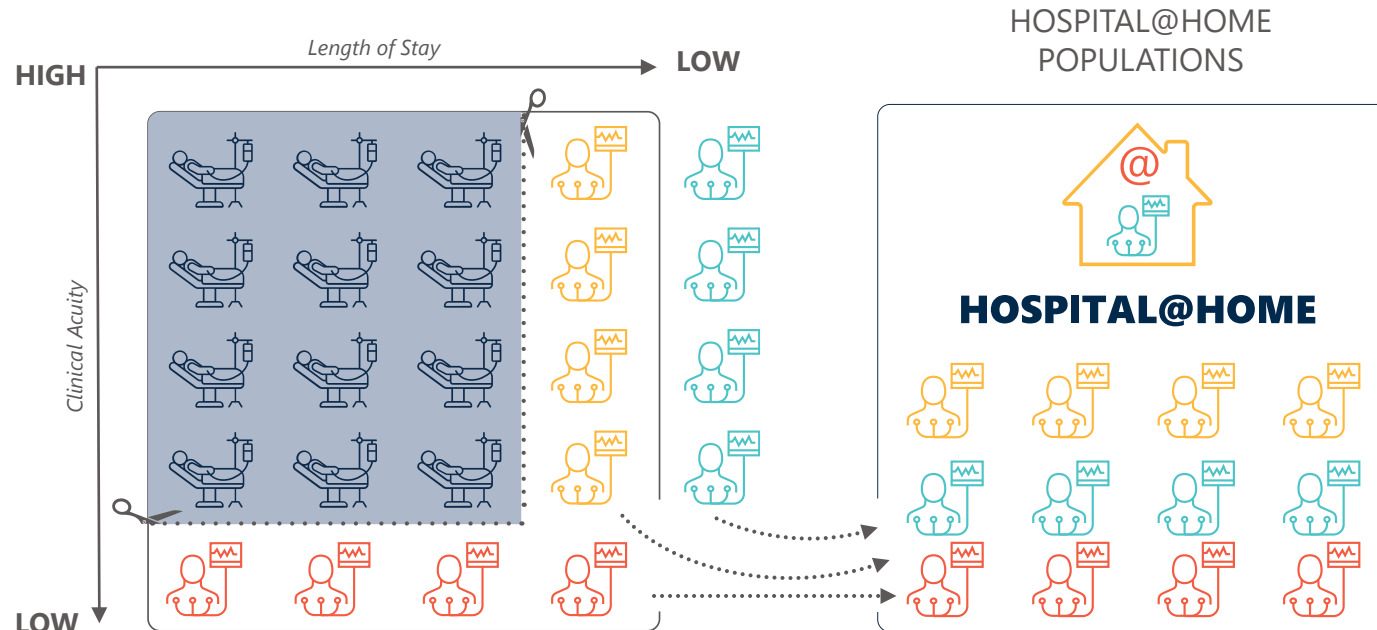 HOSPITAL@HOME
POPULATIONS
Length of Stay
HIGH
LOW
@
HOSPITAL@HOME
Clinical Acuity
LOW